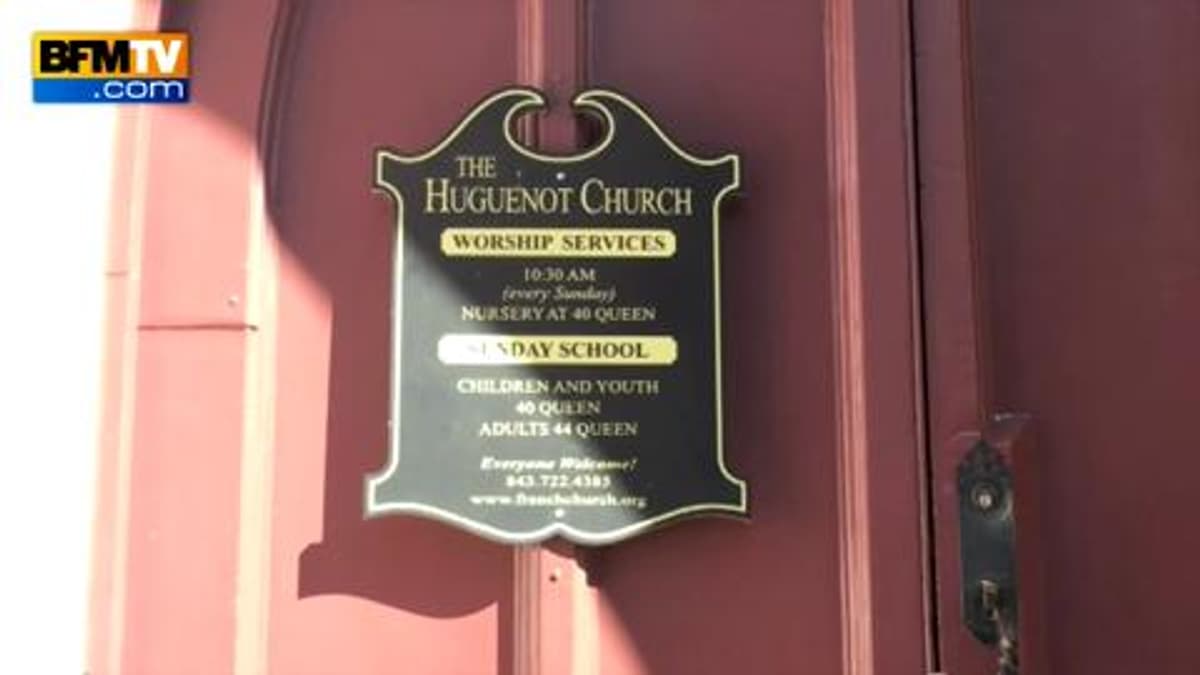 BFMTV
.com
THE
HUGUENOT CHURCH
WORSHIP SERVICES
10:30 AM
(every Sunday)
NURSERY AT 40 QUEEN
SUNDAY SCHOOL
CHILDREN AND YOUTH
40 QUEEN
ADULTS 44 QUEEN
Everyone Welcome!
843.722.4385
www.frenchchurch.org